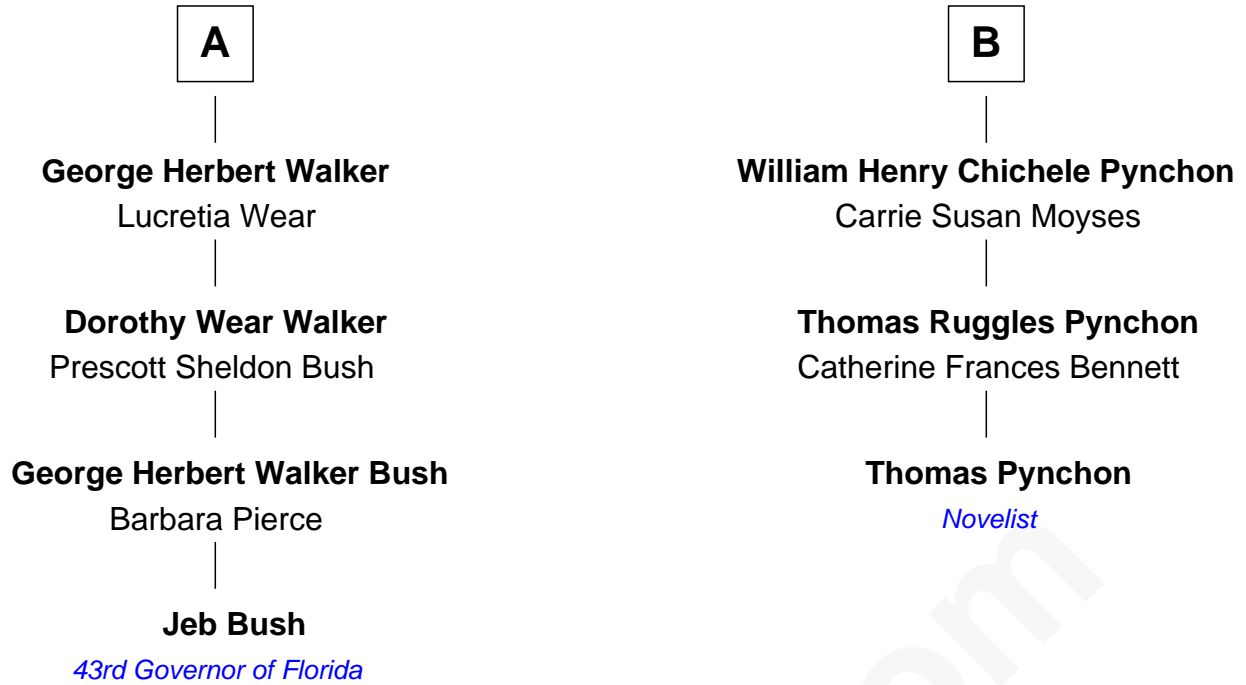 A
George Herbert Walker
Lucretia Wear
Dorothy Wear Walker
Prescott Sheldon Bush
George Herbert Walker Bush
Barbara Pierce
Jeb Bush
43rd Governor of Florida
B
William Henry Chichele Pynchon
Carrie Susan Moyses
Thomas Ruggles Pynchon
Catherine Frances Bennett
Thomas Pynchon
Novelist
om